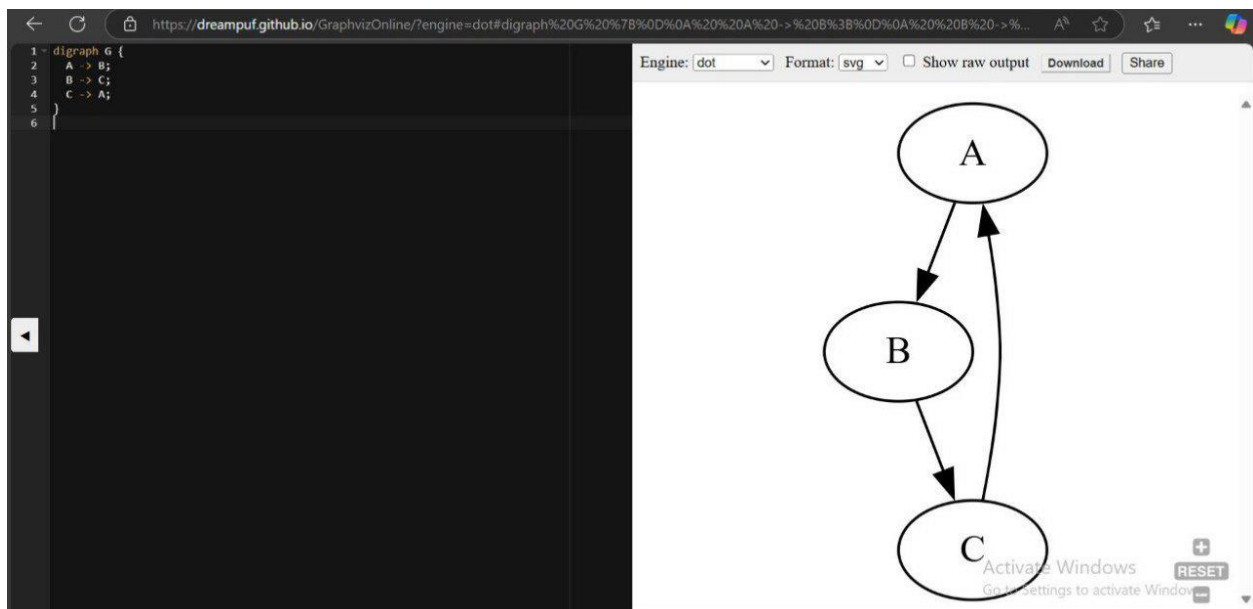 https://dreampuf.github.io/GraphvizOnline/?engine=dot#digraph%20G%20%7B%0D%0A%20%20A%20->%20B%3B%0D%0A%20%20B%20->%...
1 digraph G {
2 A -> B;
3 B -> C;
4 C -> A;
5 }
6
Engine: dot Format: svg Show raw output Download Share
A
B
C
Activate Windows
RESET
Go to Settings to activate Windows